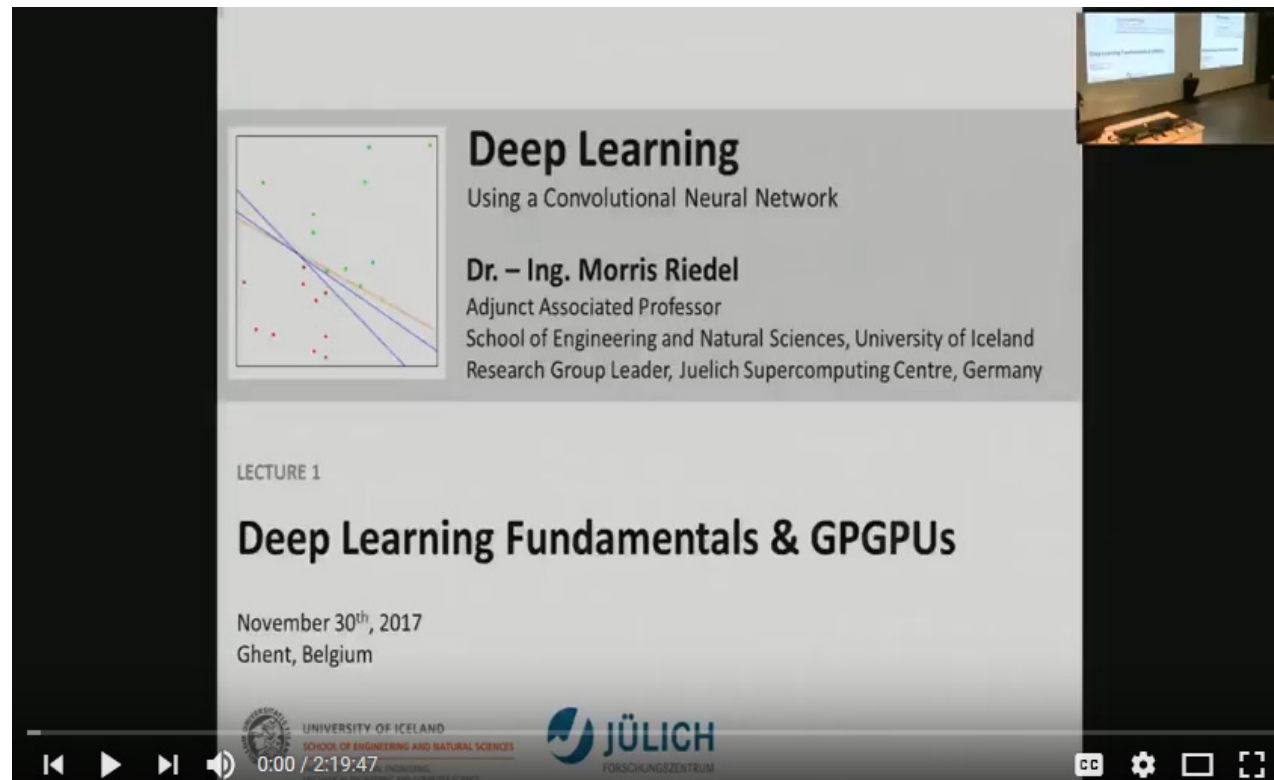 Deep Learning
Using a Convolutional Neural Network
Dr. – Ing. Morris Riedel
Adjunct Associated Professor
School of Engineering and Natural Sciences, University of Iceland
Research Group Leader, Juelich Supercomputing Centre, Germany
LECTURE 1
Deep Learning Fundamentals & GPGPUs
November 30th, 2017
Ghent, Belgium
UNIVERSITY OF ICELAND
SCHOOL OF ENGINEERING AND NATURAL SCIENCES
JÜLICH
FORSCHUNGSZENTRUM
0:00 / 2:19:47
CC